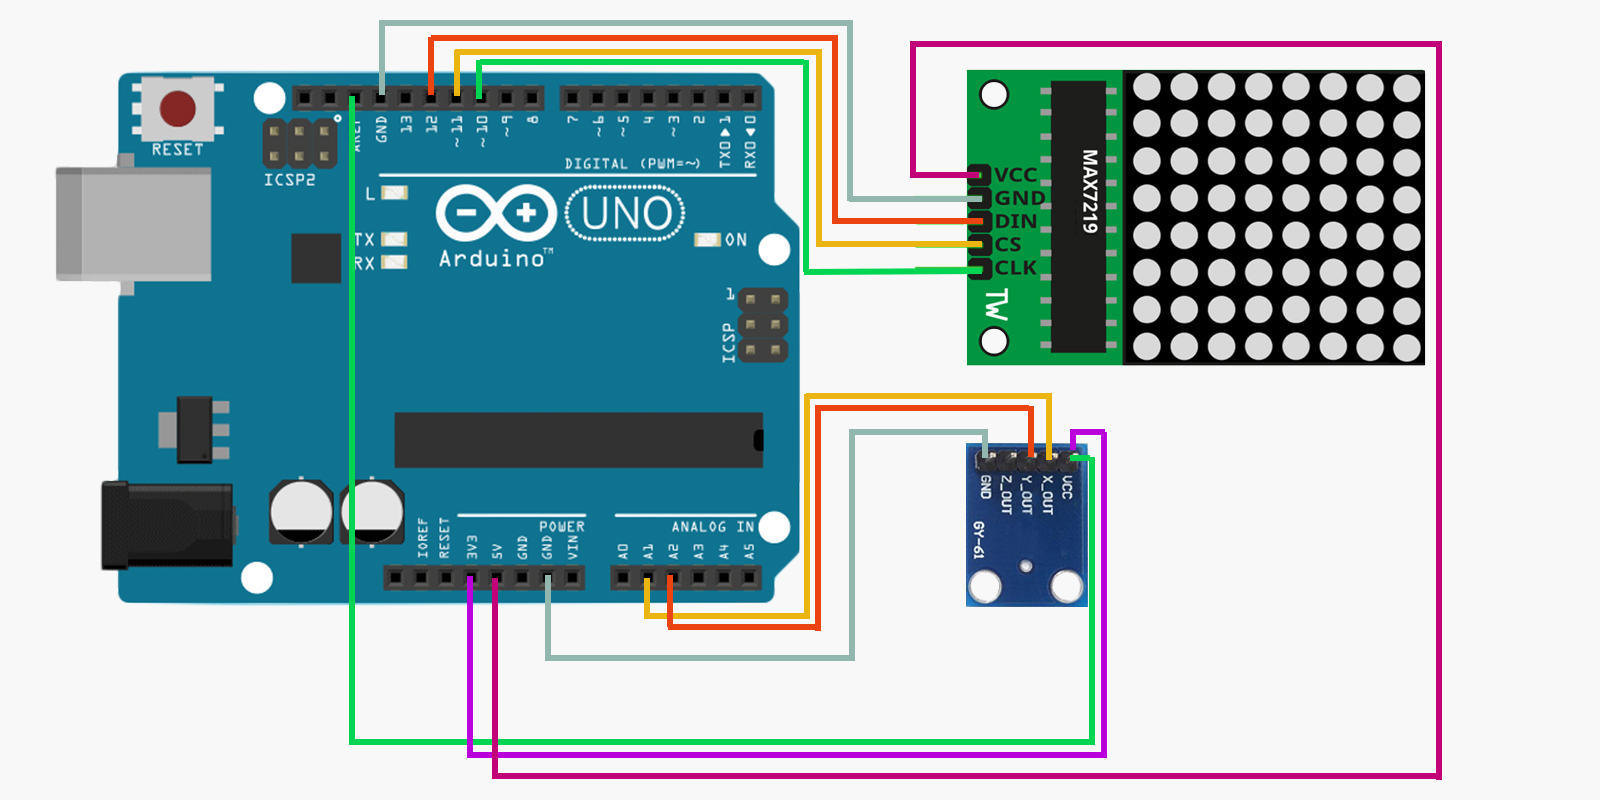 RESET
ICSP2
AREF
GND
13
12
~11
~10
~9
8
7
~6
~5
4
~3
2
TX0▶1
RX0◀0
DIGITAL (PWM=~)
L
TX
RX
UNO
Arduino™
ON
1
ICSP
IOREF
RESET
3V3
5V
GND
GND
VIN
POWER
ANALOG IN
A0
A1
A2
A3
A4
A5
VCC
GND
DIN
CS
CLK
TW
MAX7219
GND
Z_OUT
Y_OUT
X_OUT
VCC
GY-61